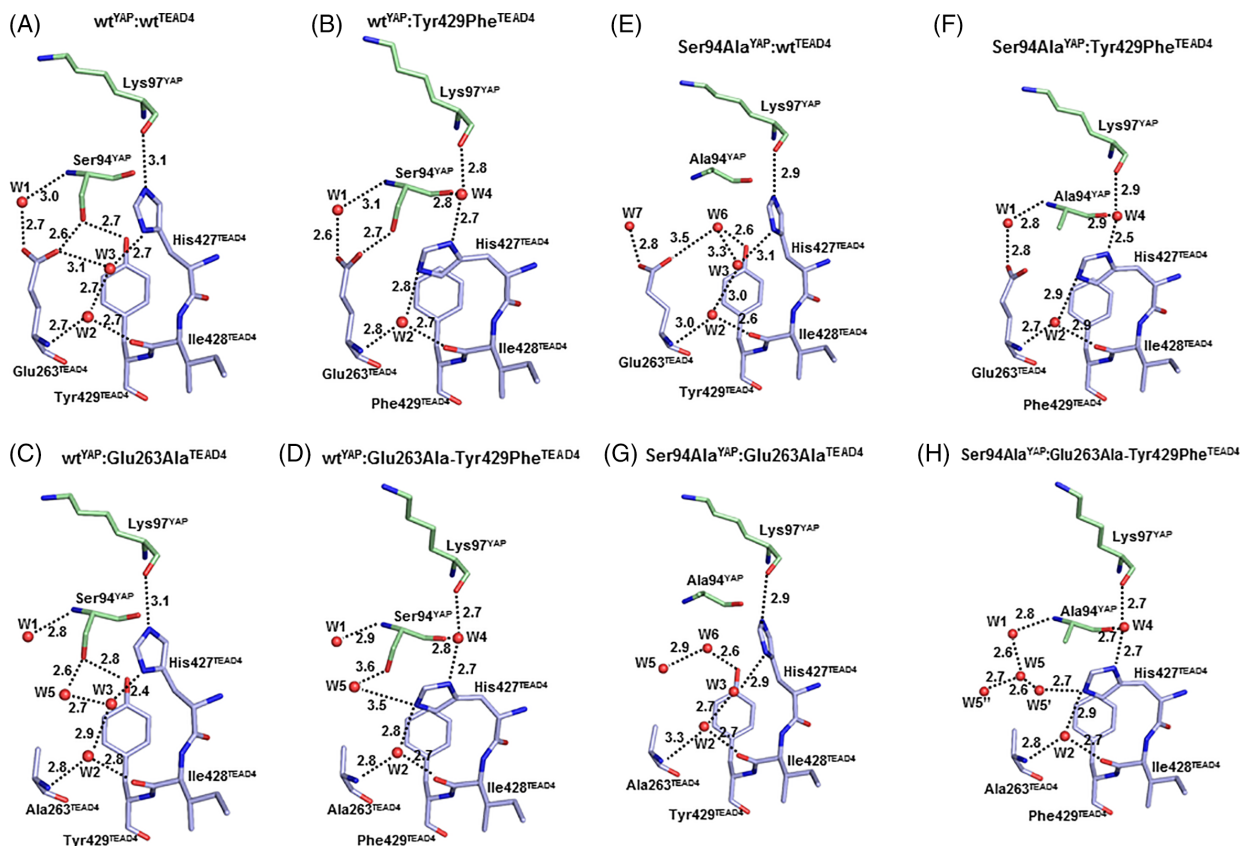 (A) wtYAP:wtTEAD4
Lys97YAP
3.1
Ser94YAP
W1
3.0
2.7
2.6
2.7
2.7
His427TEAD4
3.1
W3
2.7
2.7
W2
2.7
Glu263TEAD4
Ile428TEAD4
Tyr429TEAD4
(B) wtYAP:Tyr429PheTEAD4
Lys97YAP
2.8
Ser94YAP
W1
3.1
2.8
W4
2.6
2.7
2.7
His427TEAD4
2.8
2.8
W2
2.7
Ile428TEAD4
Glu263TEAD4
Phe429TEAD4
(E) Ser94AlaYAP:wtTEAD4
Lys97YAP
Ala94YAP
2.9
W7
W6
2.8
3.5
2.6
3.3
3.1
His427TEAD4
W3
3.0
3.0
W2
2.6
Ile428TEAD4
Glu263TEAD4
Tyr429TEAD4
(F) Ser94AlaYAP:Tyr429PheTEAD4
Lys97YAP
2.9
Ala94YAP
W1
2.8
2.9
W4
2.5
2.8
His427TEAD4
2.9
2.7
W2
2.9
Ile428TEAD4
Glu263TEAD4
Phe429TEAD4
(C) wtYAP:Glu263AlaTEAD4
Lys97YAP
3.1
Ser94YAP
W1
2.8
2.6
2.8
His427TEAD4
W5
W3
2.4
2.7
2.9
2.8
W2
2.8
Ile428TEAD4
Ala263TEAD4
Tyr429TEAD4
(D) wtYAP:Glu263Ala-Tyr429PheTEAD4
Lys97YAP
2.7
Ser94YAP
W1
2.9
2.8
W4
3.6
2.7
W5
3.5
His427TEAD4
2.8
2.8
W2
2.7
Ile428TEAD4
Ala263TEAD4
Phe429TEAD4
(G) Ser94AlaYAP:Glu263AlaTEAD4
Lys97YAP
Ala94YAP
2.9
W5
2.9
W6
2.6
His427TEAD4
W3
2.9
2.7
3.3
W2
2.7
Ile428TEAD4
Ala263TEAD4
Tyr429TEAD4
(H) Ser94AlaYAP:Glu263Ala-Tyr429PheTEAD4
Lys97YAP
2.7
Ala94YAP
W1
2.8
2.7
W4
2.6
2.7
W5
2.7
2.6
2.7
His427TEAD4
W5''
W5'
2.9
2.8
W2
2.7
Ile428TEAD4
Ala263TEAD4
Phe429TEAD4